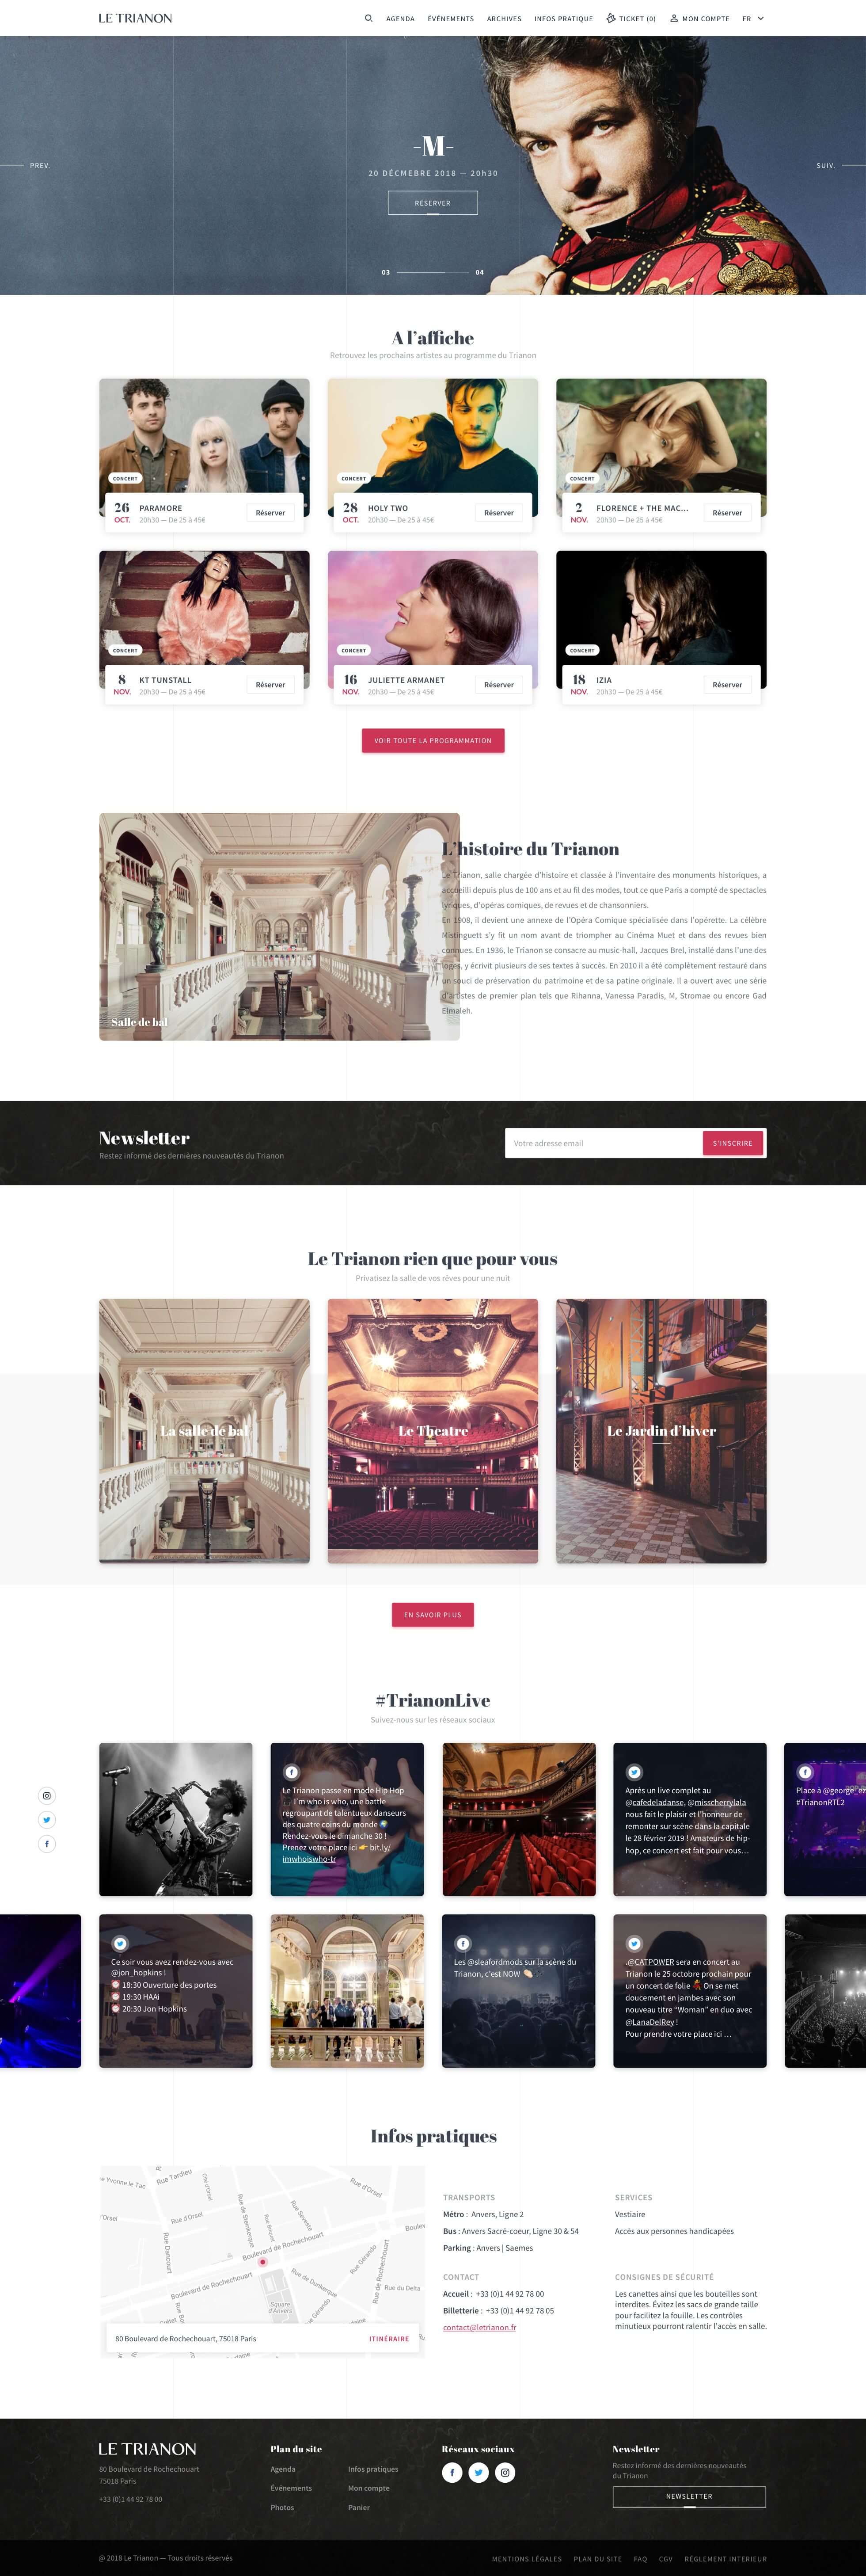 LE TRIANON
AGENDA
ÉVÉNEMENTS
ARCHIVES
INFOS PRATIQUE
TICKET (0)
MON COMPTE
FR
PREV.
-M-
20 DÉCMEBRE 2018 — 20h30
RÉSERVER
SUIV.
03
04
A l'affiche
Retrouvez les prochains artistes au programme du Trianon
CONCERT
26
OCT.
PARAMORE
20h30 — De 25 à 45€
Réserver
CONCERT
28
OCT.
HOLY TWO
20h30 — De 25 à 45€
Réserver
CONCERT
2
NOV.
FLORENCE + THE MAC...
20h30 — De 25 à 45€
Réserver
CONCERT
8
NOV.
KT TUNSTALL
20h30 — De 25 à 45€
Réserver
CONCERT
16
NOV.
JULIETTE ARMANET
20h30 — De 25 à 45€
Réserver
CONCERT
18
NOV.
IZIA
20h30 — De 25 à 45€
Réserver
VOIR TOUTE LA PROGRAMMATION
Salle de bal
L'histoire du Trianon
Le Trianon, salle chargée d'histoire et classée à l'inventaire des monuments historiques, a
accueilli depuis plus de 100 ans et au fil des modes, tout ce que Paris a compté de spectacles
lyriques, d'opéras comiques, de revues et de chansonniers.
En 1908, il devient une annexe de l'Opéra Comique spécialisée dans l'opérette. La célèbre
Mistinguett s'y fit un nom avant de triompher au Cinéma Muet et dans des revues bien
connues. En 1936, le Trianon se consacre au music-hall, Jacques Brel, installé dans l'une des
loges, y écrivit plusieurs de ses textes à succès. En 2010 il a été complètement restauré dans
un souci de préservation du patrimoine et de sa patine originale. Il a ouvert avec une série
d'artistes de premier plan tels que Rihanna, Vanessa Paradis, M, Stromae ou encore Gad
Elmaleh.
Newsletter
Restez informé des dernières nouveautés du Trianon
Votre adresse email
S'INSCRIRE
Le Trianon rien que pour vous
Privatisez la salle de vos rêves pour une nuit
La salle de bal
Le Theatre
Le Jardin d'hiver
EN SAVOIR PLUS
#TrianonLive
Suivez-nous sur les réseaux sociaux
Le Trianon passe en mode Hip Hop
I'm who is who, une battle
regroupant de talentueux danseurs
des quatre coins du monde 🌍
Rendez-vous le dimanche 30 !
Prenez votre place ici 👉 bit.ly/
imwhoiswho-tr
Après un live complet au
@cafedeladanse, @misscherrylala
nous fait le plaisir et l'honneur de
remonter sur scène dans la capitale
le 28 février 2019 ! Amateurs de hip-
hop, ce concert est fait pour vous…
Place à @george_ez
#TrianonRTL2
Ce soir vous avez rendez-vous avec
@jon_hopkins !
⏰ 18:30 Ouverture des portes
⏰ 19:30 HAAi
⏰ 20:30 Jon Hopkins
Les @sleafordmods sur la scène du
Trianon, c'est NOW 👏
.@CATPOWER sera en concert au
Trianon le 25 octobre prochain pour
un concert de folie 💃 On se met
doucement en jambes avec son
nouveau titre “Woman” en duo avec
@LanaDelRey !
Pour prendre votre place ici …
Infos pratiques
Rue Tardieu
Rue d'Orsel
Rue d'Orsel
Rue de Steinkerque
Rue Seveste
Rue Briquet
Rue Dancourt
Boulevard de Rochechouart
Boulevard de Rochechouart
Rue Gérando
Rue de Rochechouart
Rue de Dunkerque
Rue du Delta
Square
d'Anvers
Rue Gérando
80 Boulevard de Rochechouart, 75018 Paris
ITINÉRAIRE
TRANSPORTS
Métro : Anvers, Ligne 2
Bus : Anvers Sacré-coeur, Ligne 30 & 54
Parking : Anvers | Saemes
SERVICES
Vestiaire
Accès aux personnes handicapées
CONTACT
Accueil : +33 (0)1 44 92 78 00
Billetterie : +33 (0)1 44 92 78 05
contact@letrianon.fr
CONSIGNES DE SÉCURITÉ
Les canettes ainsi que les bouteilles sont
interdites. Évitez les sacs de grande taille
pour facilitez la fouille. Les contrôles
minutieux pourront ralentir l'accès en salle.
LE TRIANON
80 Boulevard de Rochechouart
75018 Paris
+33 (0)1 44 92 78 00
Plan du site
Agenda
Infos pratiques
Événements
Mon compte
Photos
Panier
Réseaux sociaux
Newsletter
Restez informé des dernières nouveautés
du Trianon
NEWSLETTER
@ 2018 Le Trianon — Tous droits réservés
MENTIONS LÉGALES
PLAN DU SITE
FAQ
CGV
RÉGLEMENT INTERIEUR